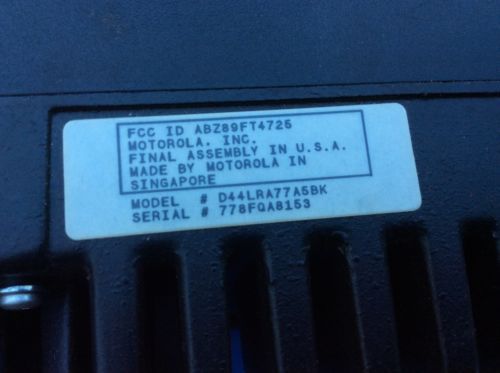 FCC ID ABZ89FT4725
MOTOROLA, INC.
FINAL ASSEMBLY IN U.S.A.
MADE BY MOTOROLA IN
SINGAPORE
MODEL # D44LRA77A5BK
SERIAL # 778FQA8153